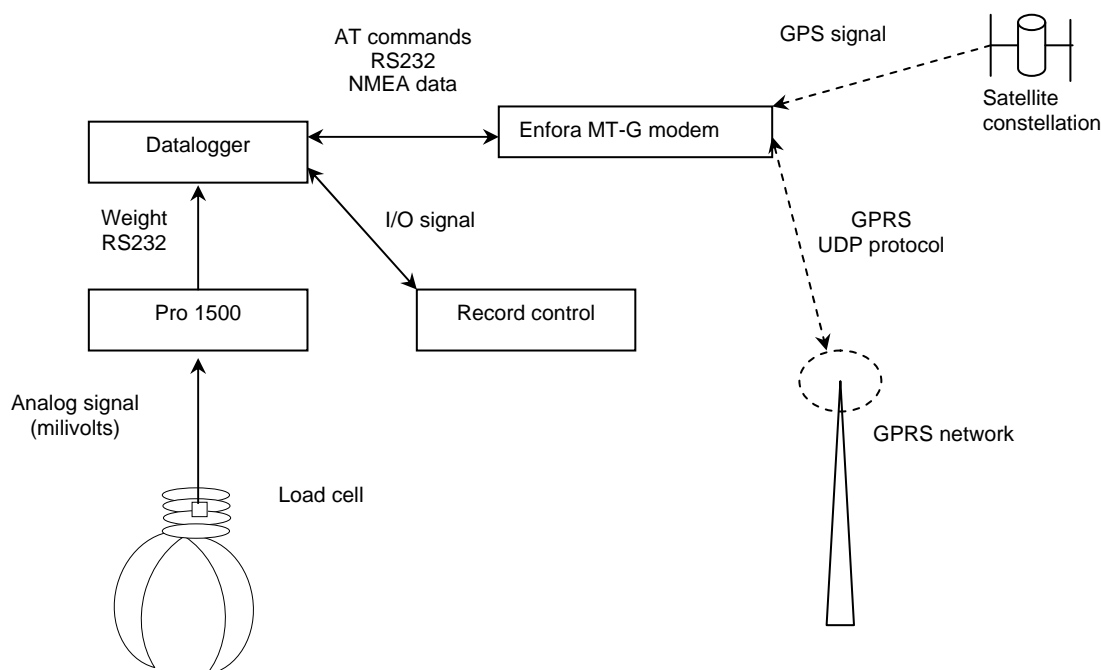 AT commands
RS232
NMEA data
GPS signal
Satellite
constellation
Enfora MT-G modem
Datalogger
Weight
RS232
I/O signal
GPRS
UDP protocol
Pro 1500
Record control
Analog signal
(milivolts)
GPRS network
Load cell